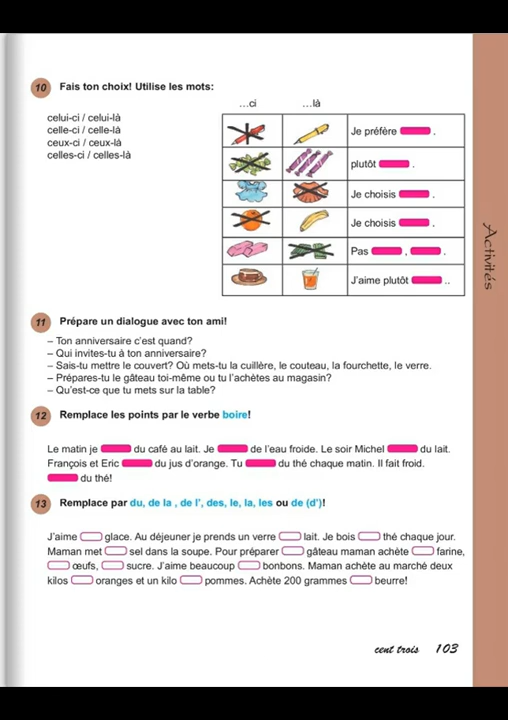 10 Fais ton choix! Utilise les mots:
…ci …là
celui-ci / celui-là
celle-ci / celle-là
ceux-ci / ceux-là
celles-ci / celles-là
Je préfère .
plutôt .
Je choisis .
Je choisis .
Pas , .
J'aime plutôt ..
Activités
11 Prépare un dialogue avec ton ami!
– Ton anniversaire c'est quand?
– Qui invites-tu à ton anniversaire?
– Sais-tu mettre le couvert? Où mets-tu la cuillère, le couteau, la fourchette, le verre.
– Prépares-tu le gâteau toi-même ou tu l'achètes au magasin?
– Qu'est-ce que tu mets sur la table?
12 Remplace les points par le verbe boire!
Le matin je du café au lait. Je de l'eau froide. Le soir Michel du lait.
François et Eric du jus d'orange. Tu du thé chaque matin. Il fait froid.
du thé!
13 Remplace par du, de la , de l', des, le, la, les ou de (d')!
J'aime glace. Au déjeuner je prends un verre lait. Je bois thé chaque jour.
Maman met sel dans la soupe. Pour préparer gâteau maman achète farine,
œufs, sucre. J'aime beaucoup bonbons. Maman achète au marché deux
kilos oranges et un kilo pommes. Achète 200 grammes beurre!
cent trois 103